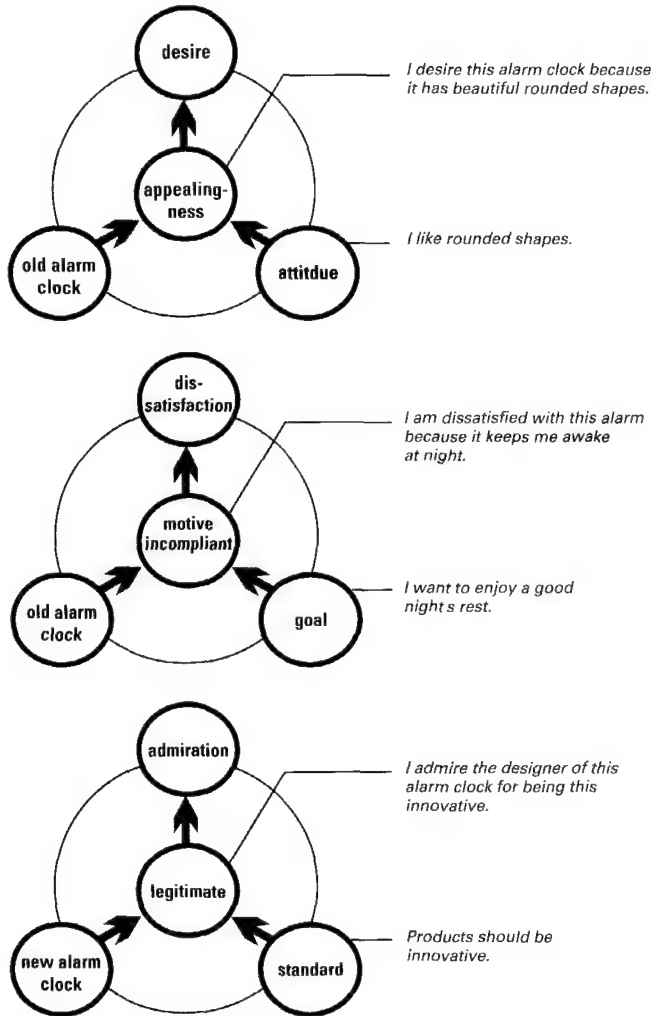 desire
I desire this alarm clock because
it has beautiful rounded shapes.
appealing-
ness
I like rounded shapes.
old alarm
clock
attitdue
dis-
satisfaction
I am dissatisfied with this alarm
because it keeps me awake
at night.
motive
incompliant
I want to enjoy a good
night s rest.
old alarm
clock
goal
admiration
I admire the designer of this
alarm clock for being this
innovative.
legitimate
Products should be
innovative.
new alarm
clock
standard